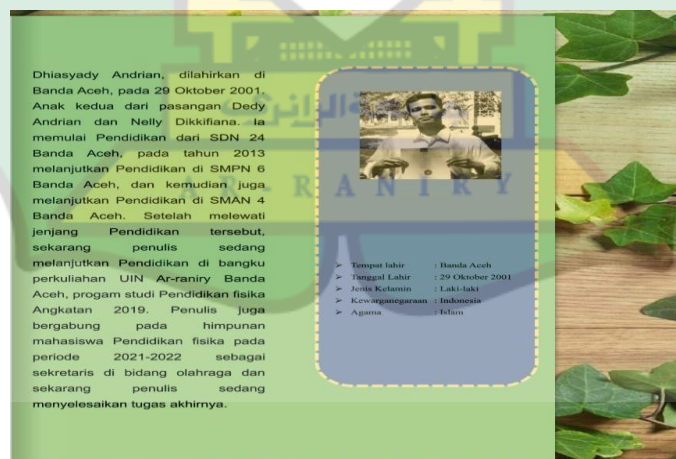 Dhiasyady Andrian, dilahirkan di
Banda Aceh, pada 29 Oktober 2001.
Anak kedua dari pasangan Dedy
Andrian dan Nelly Dikkifiana. Ia
memulai Pendidikan dari SDN 24
Banda Aceh, pada tahun 2013
melanjutkan Pendidikan di SMPN 6
Banda Aceh, dan kemudian juga
melanjutkan Pendidikan di SMAN 4
Banda Aceh. Setelah melewati
jenjang Pendidikan tersebut,
sekarang penulis sedang
melanjutkan Pendidikan di bangku
perkuliahan UIN Ar-raniry Banda
Aceh, progam studi Pendidikan fisika
Angkatan 2019. Penulis juga
bergabung pada himpunan
mahasiswa Pendidikan fisika pada
periode 2021-2022 sebagai
sekretaris di bidang olahraga dan
sekarang penulis sedang
menyelesaikan tugas akhirnya.
➢ Tempat lahir : Banda Aceh
➢ Tanggal Lahir : 29 Oktober 2001
➢ Jenis Kelamin : Laki-laki
➢ Kewarganegaraan : Indonesia
➢ Agama : Islam
جامعة الرانري
AR-RANIRY